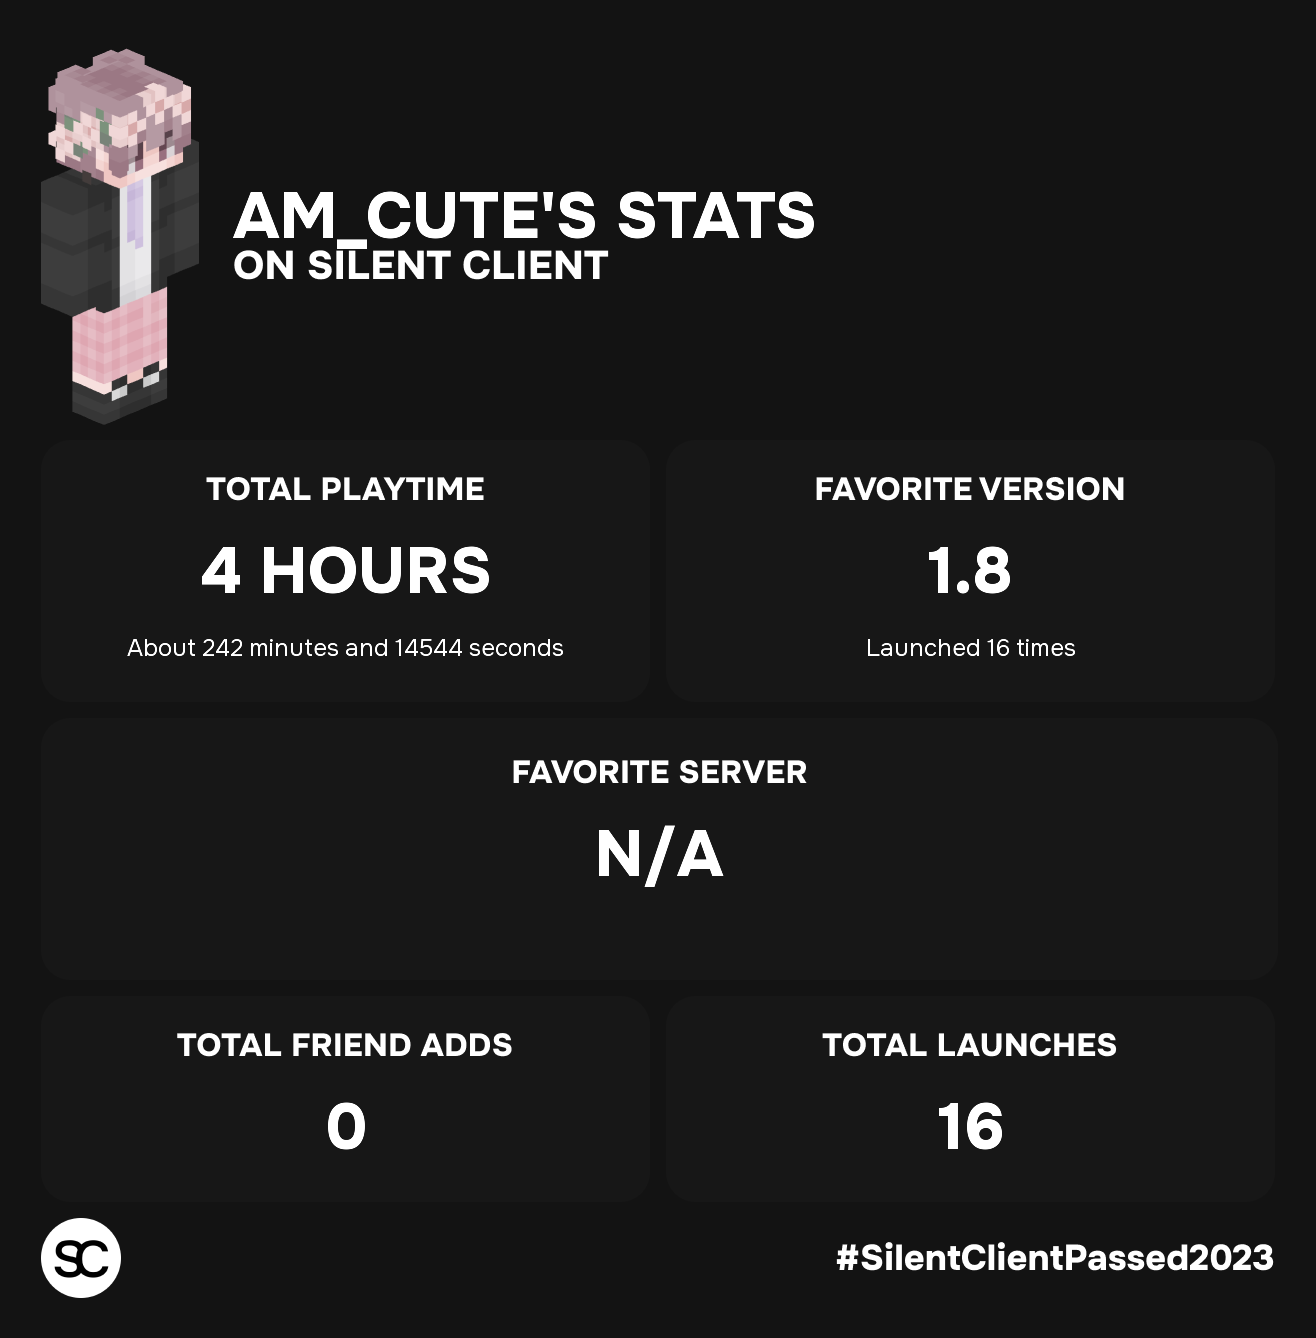 AM_CUTE'S STATS
ON SILENT CLIENT
TOTAL PLAYTIME
4 HOURS
About 242 minutes and 14544 seconds
FAVORITE VERSION
1.8
Launched 16 times
FAVORITE SERVER
N/A
TOTAL FRIEND ADDS
0
TOTAL LAUNCHES
16
SC
#SilentClientPassed2023